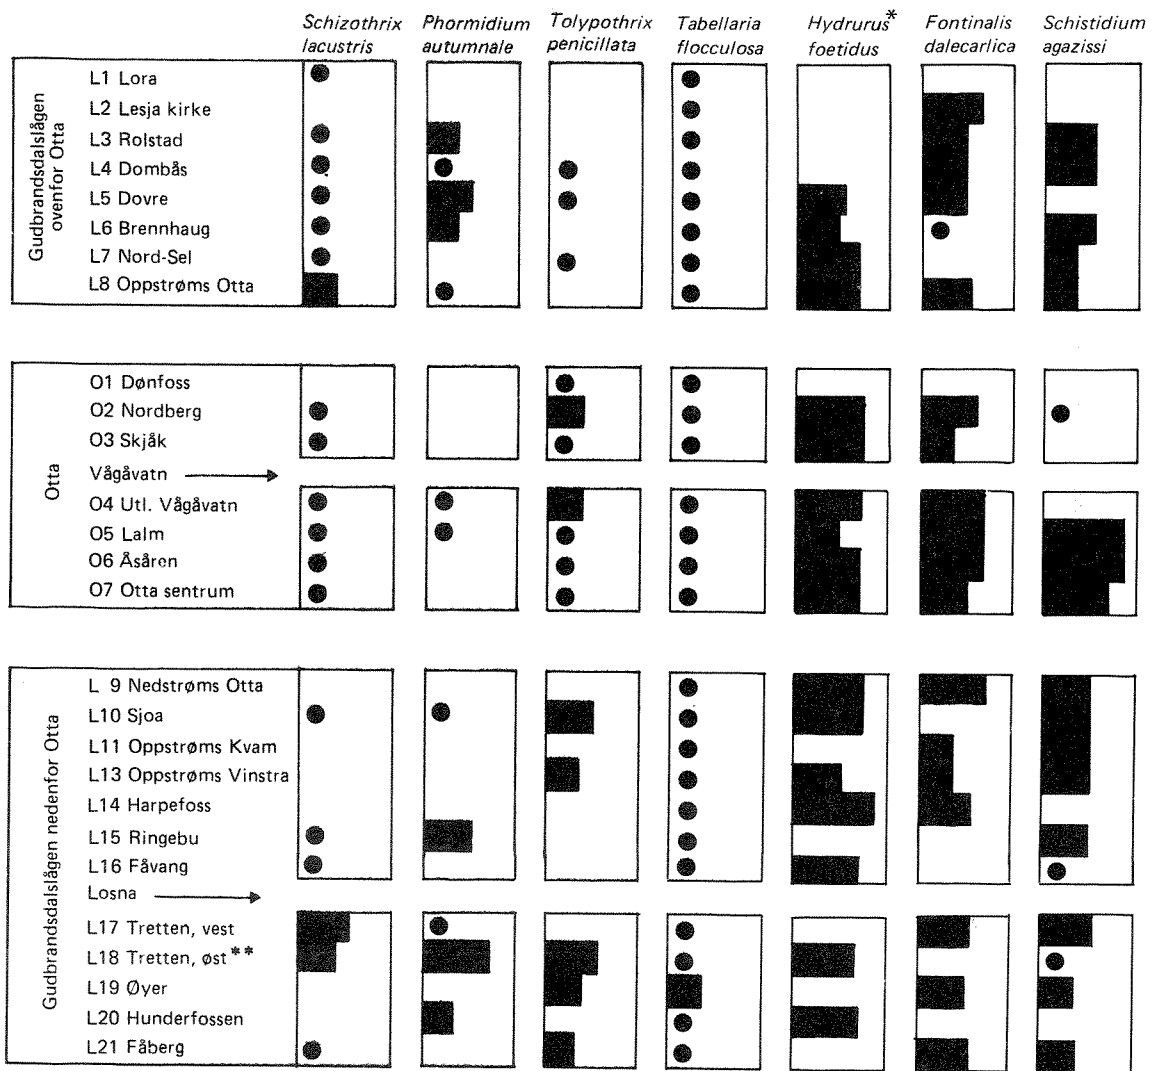 Schizothrix lacustris
Phormidium autumnale
Tolypothrix penicillata
Tabellaria flocculosa
Hydrurus* foetidus
Fontinalis dalecarlica
Schistidium agazissi
Gudbrandsdalslågen ovenfor Otta
L1 Lora
L2 Lesja kirke
L3 Rolstad
L4 Dombås
L5 Dovre
L6 Brennhaug
L7 Nord-Sel
L8 Oppstrøms Otta
Otta
O1 Dønfoss
O2 Nordberg
O3 Skjåk
Vågåvatn
O4 Utl. Vågåvatn
O5 Lalm
O6 Åsåren
O7 Otta sentrum
Gudbrandsdalslågen nedenfor Otta
L 9 Nedstrøms Otta
L10 Sjoa
L11 Oppstrøms Kvam
L13 Oppstrøms Vinstra
L14 Harpefoss
L15 Ringebu
L16 Fåvang
Losna
L17 Tretten, vest
L18 Tretten, øst**
L19 Øyer
L20 Hunderfossen
L21 Fåberg